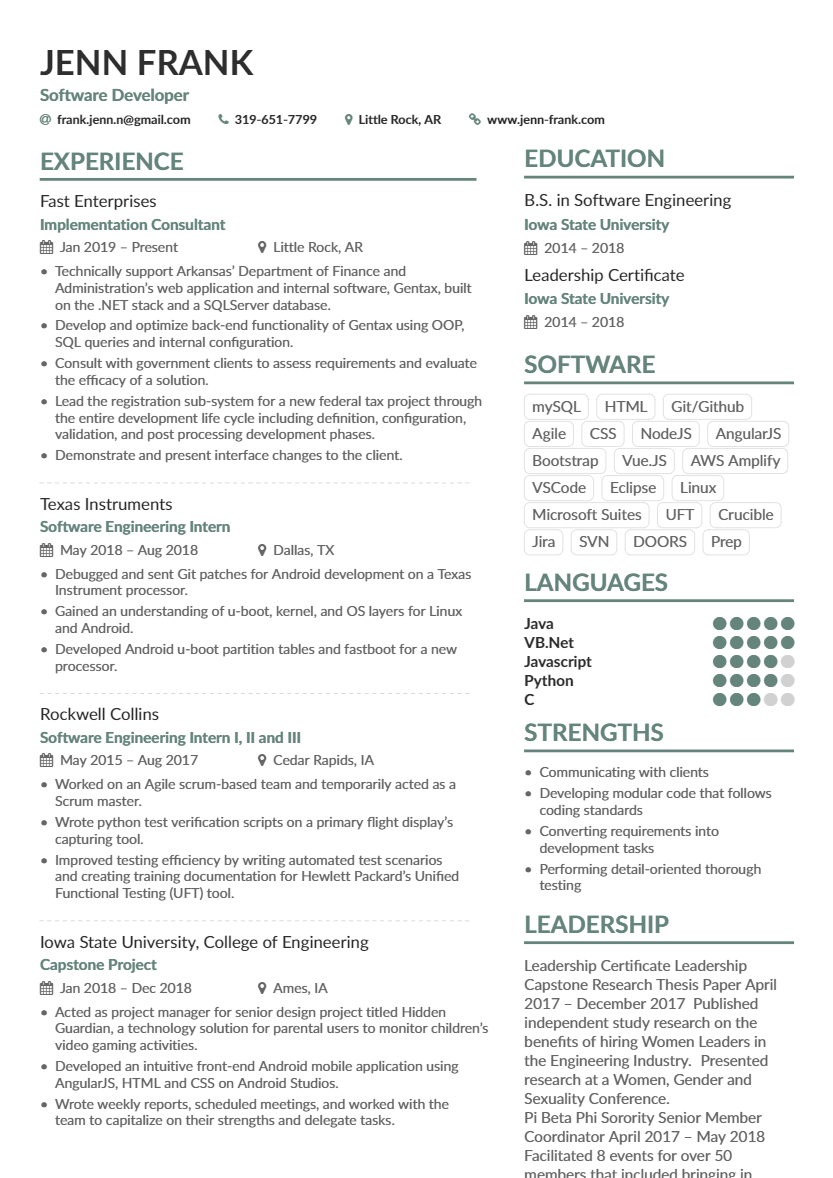 JENN FRANK
Software Developer
frank.jenn.n@gmail.com 319-651-7799 Little Rock, AR www.jenn-frank.com
EXPERIENCE
Fast Enterprises
Implementation Consultant
Jan 2019 – Present Little Rock, AR
• Technically support Arkansas' Department of Finance and
Administration's web application and internal software, Gentax, built
on the .NET stack and a SQLServer database.
• Develop and optimize back-end functionality of Gentax using OOP,
SQL queries and internal configuration.
• Consult with government clients to assess requirements and evaluate
the efficacy of a solution.
• Lead the registration sub-system for a new federal tax project through
the entire development life cycle including definition, configuration,
validation, and post processing development phases.
• Demonstrate and present interface changes to the client.
Texas Instruments
Software Engineering Intern
May 2018 – Aug 2018 Dallas, TX
• Debugged and sent Git patches for Android development on a Texas
Instrument processor.
• Gained an understanding of u-boot, kernel, and OS layers for Linux
and Android.
• Developed Android u-boot partition tables and fastboot for a new
processor.
Rockwell Collins
Software Engineering Intern I, II and III
May 2015 – Aug 2017 Cedar Rapids, IA
• Worked on an Agile scrum-based team and temporarily acted as a
Scrum master.
• Wrote python test verification scripts on a primary flight display's
capturing tool.
• Improved testing efficiency by writing automated test scenarios
and creating training documentation for Hewlett Packard's Unified
Functional Testing (UFT) tool.
Iowa State University, College of Engineering
Capstone Project
Jan 2018 – Dec 2018 Ames, IA
• Acted as project manager for senior design project titled Hidden
Guardian, a technology solution for parental users to monitor children's
video gaming activities.
• Developed an intuitive front-end Android mobile application using
AngularJS, HTML and CSS on Android Studios.
• Wrote weekly reports, scheduled meetings, and worked with the
team to capitalize on their strengths and delegate tasks.
EDUCATION
B.S. in Software Engineering
Iowa State University
2014 – 2018
Leadership Certificate
Iowa State University
2014 – 2018
SOFTWARE
mySQL HTML Git/Github
Agile CSS NodeJS AngularJS
Bootstrap Vue.JS AWS Amplify
VSCode Eclipse Linux
Microsoft Suites UFT Crucible
Jira SVN DOORS Prep
LANGUAGES
Java
VB.Net
Javascript
Python
C
STRENGTHS
• Communicating with clients
• Developing modular code that follows
coding standards
• Converting requirements into
development tasks
• Performing detail-oriented thorough
testing
LEADERSHIP
Leadership Certificate Leadership
Capstone Research Thesis Paper April
2017 – December 2017 Published
independent study research on the
benefits of hiring Women Leaders in
the Engineering Industry. Presented
research at a Women, Gender and
Sexuality Conference.
Pi Beta Phi Sorority Senior Member
Coordinator April 2017 – May 2018
Facilitated 8 events for over 50
members that included bringing in